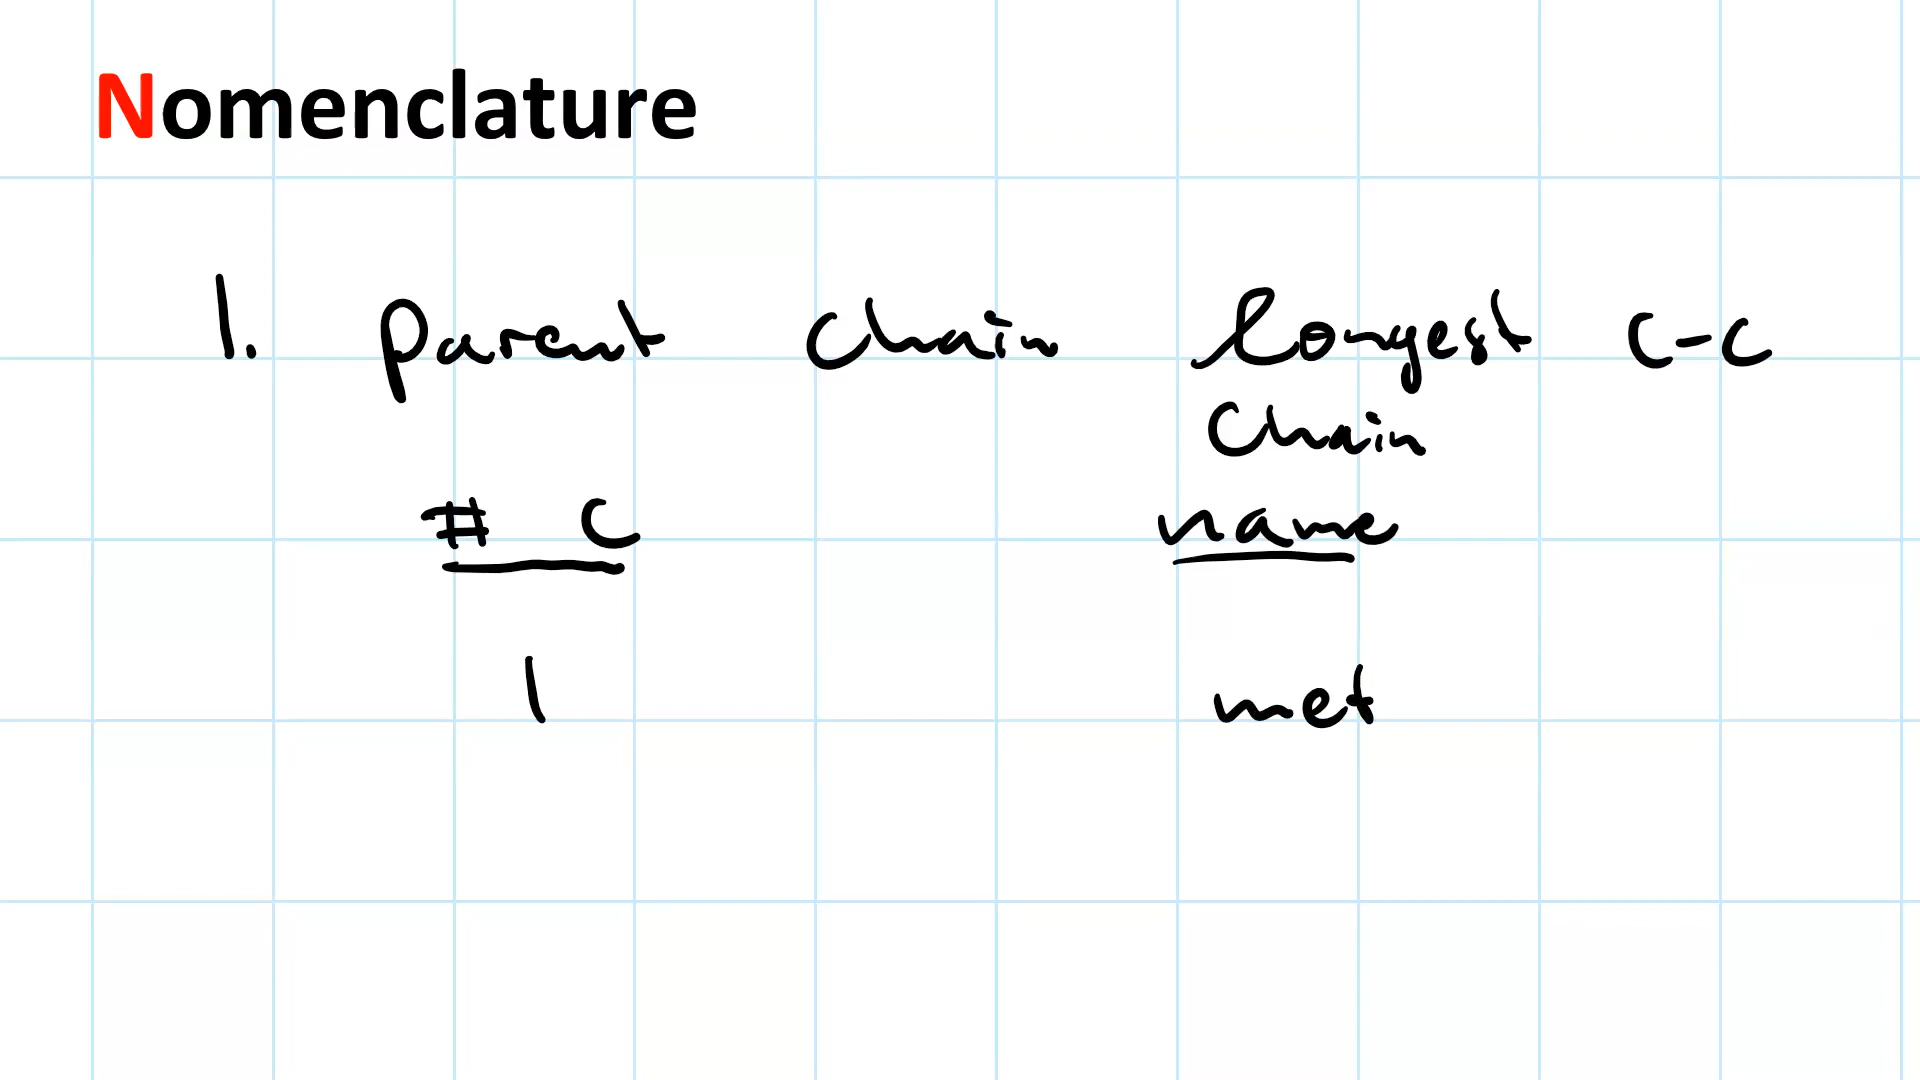 Nomenclature
1. Parent Chain Longest C-C
Chain
# C name
1 met